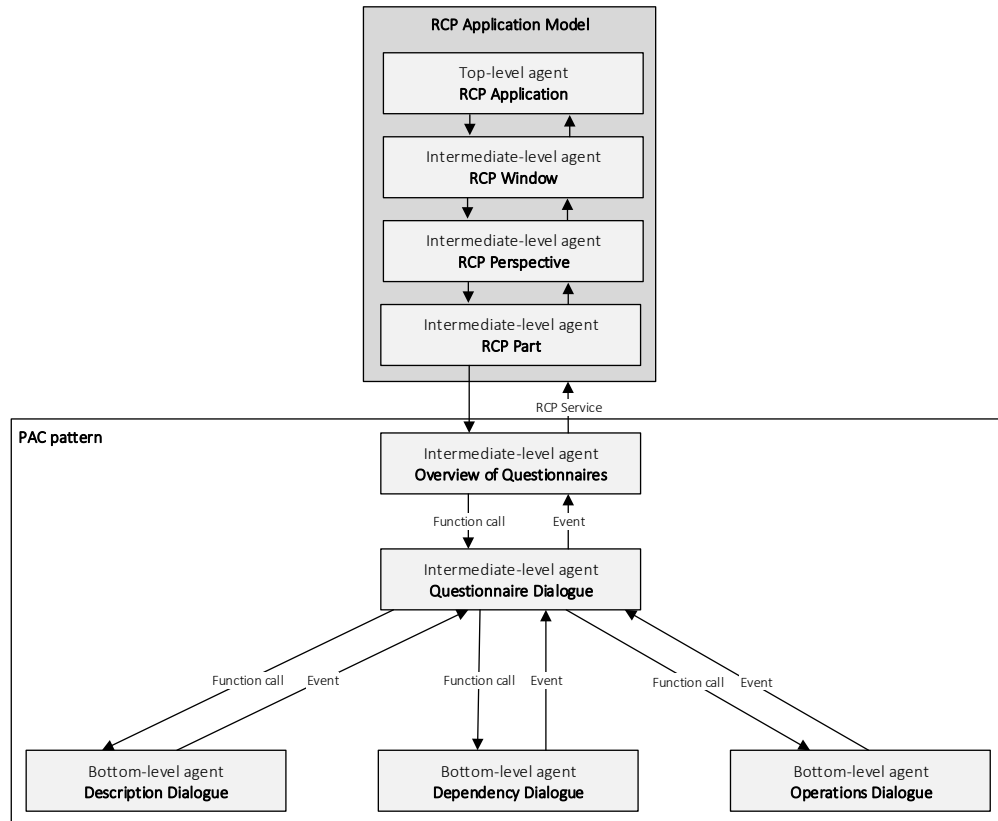 RCP Application Model
Top-level agent
RCP Application
Intermediate-level agent
RCP Window
Intermediate-level agent
RCP Perspective
Intermediate-level agent
RCP Part
RCP Service
PAC pattern
Intermediate-level agent
Overview of Questionnaires
Function call
Event
Intermediate-level agent
Questionnaire Dialogue
Function call
Event
Function call
Event
Function call
Event
Bottom-level agent
Description Dialogue
Bottom-level agent
Dependency Dialogue
Bottom-level agent
Operations Dialogue